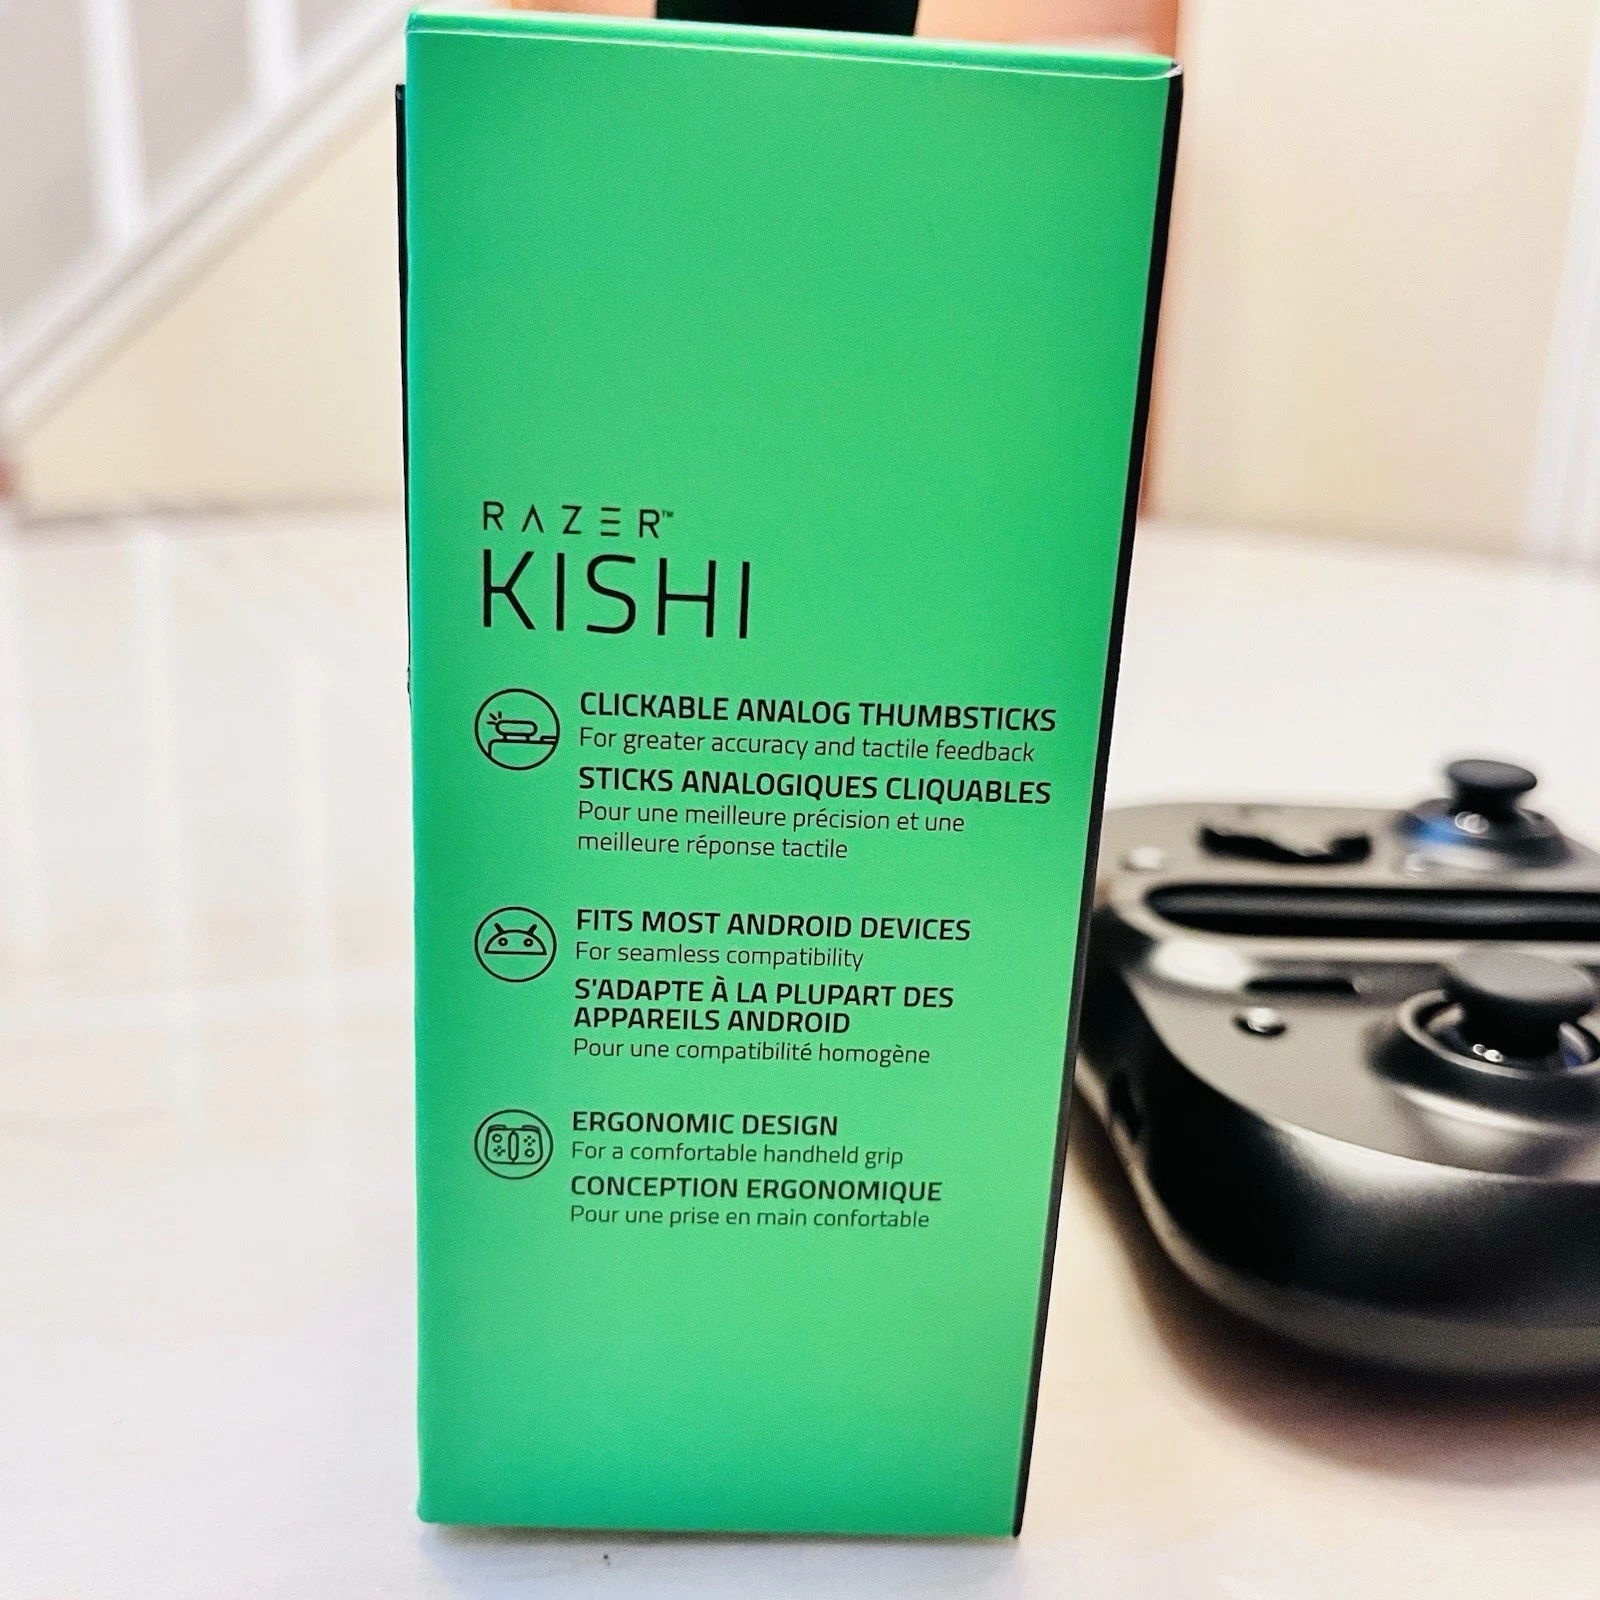 RAZER™
KISHI
CLICKABLE ANALOG THUMBSTICKS
For greater accuracy and tactile feedback
STICKS ANALOGIQUES CLIQUABLES
Pour une meilleure précision et une
meilleure réponse tactile
FITS MOST ANDROID DEVICES
For seamless compatibility
S'ADAPTE À LA PLUPART DES
APPAREILS ANDROID
Pour une compatibilité homogène
ERGONOMIC DESIGN
For a comfortable handheld grip
CONCEPTION ERGONOMIQUE
Pour une prise en main confortable